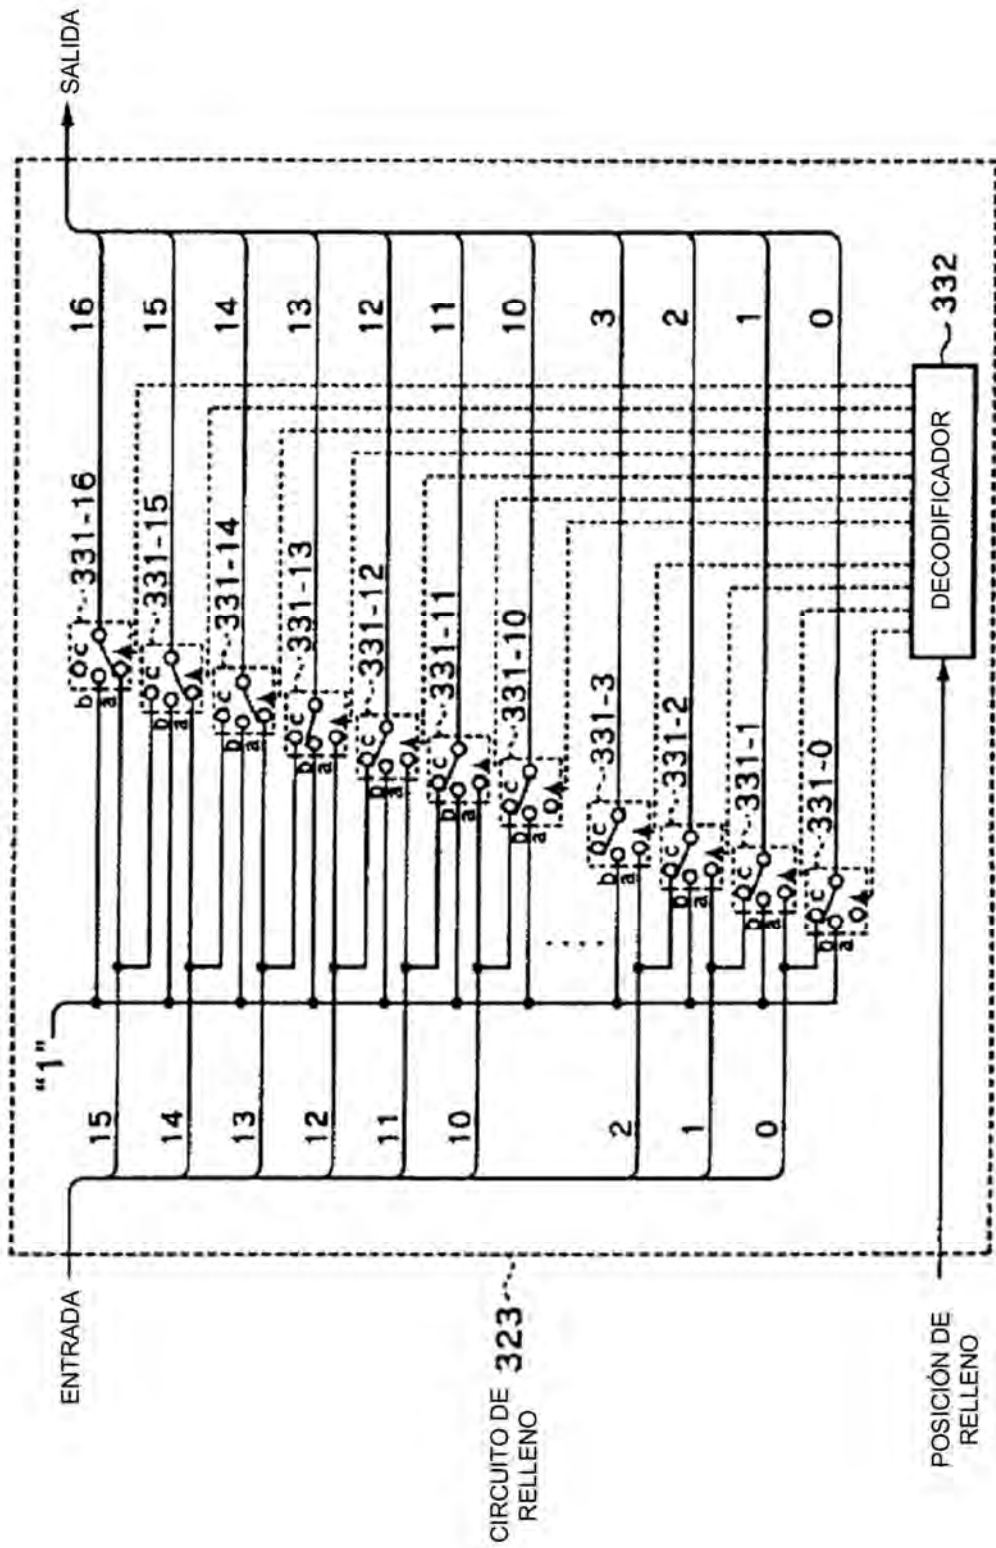 ENTRADA
SALIDA
"1"
15
b
c
a
331-16
16
14
b
c
a
331-15
15
13
b
c
a
331-14
14
12
b
c
a
331-13
13
11
b
c
a
331-12
12
10
b
c
a
331-11
11
b
c
a
331-10
10
2
b
c
a
331-3
3
1
b
c
a
331-2
2
0
b
c
a
331-1
1
b
c
a
331-0
0
CIRCUITO DE
RELLENO
323
DECODIFICADOR
332
POSICIÓN DE
RELLENO